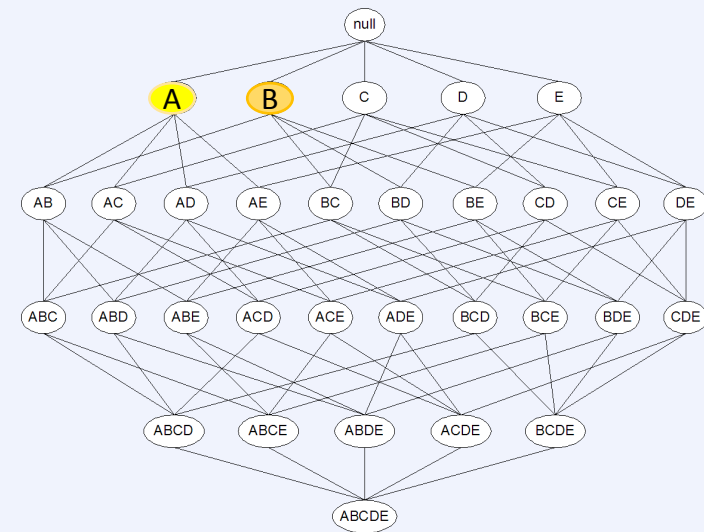 null
A B C D E
AB AC AD AE BC BD BE CD CE DE
ABC ABD ABE ACD ACE ADE BCD BCE BDE CDE
ABCD ABCE ABDE ACDE BCDE
ABCDE